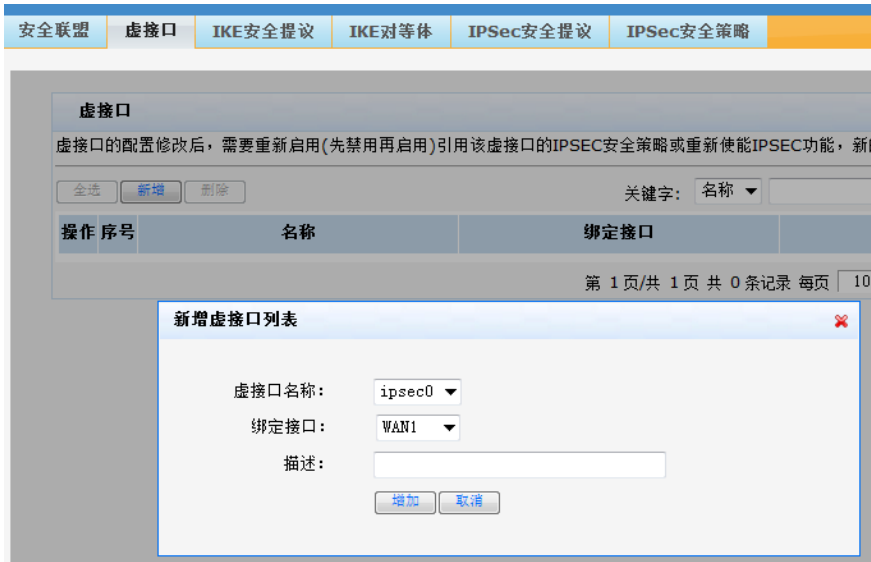 安全联盟 虚接口 IKE安全提议 IKE对等体 IPSec安全提议 IPSec安全策略
虚接口
虚接口的配置修改后，需要重新启用(先禁用再启用)引用该虚接口的IPSEC安全策略或重新使能IPSEC功能，新
全选 新增 删除 关键字： 名称
操作 序号 名称 绑定接口
第 1 页/共 1 页 共 0 条记录 每页 10
新增虚接口列表
虚接口名称： ipsec0
绑定接口： WAN1
描述：
增加 取消